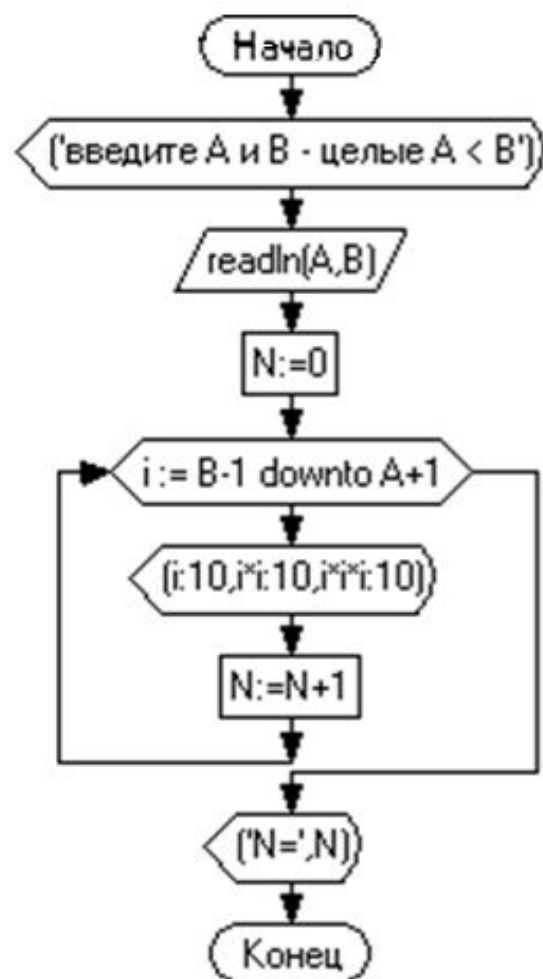 Начало
('введите A и B - целые A < B')
readln(A,B)
N:=0
i := B-1 downto A+1
(i:10,i*i:10,i*i*i:10)
N:=N+1
('N=',N)
Конец